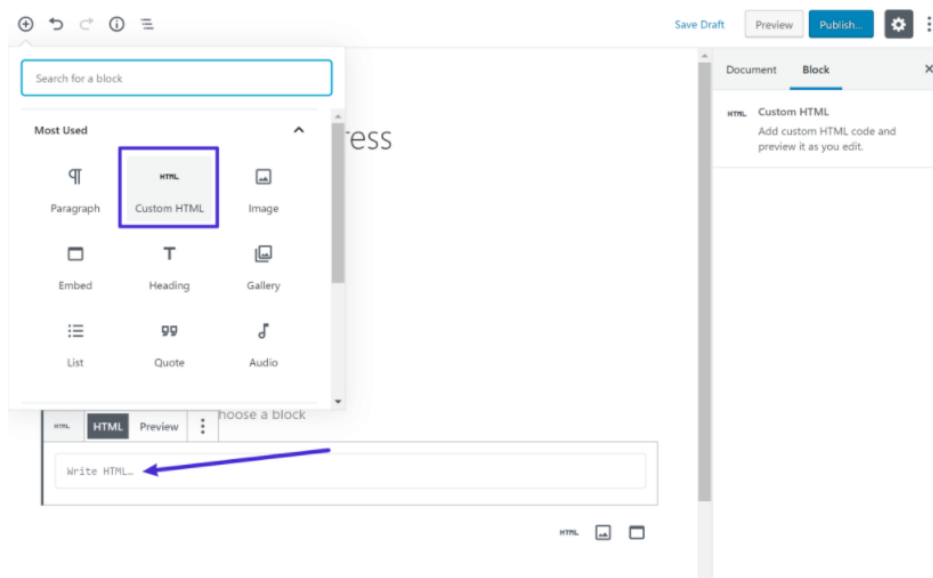 Save Draft
Preview
Publish...
Search for a block
Most Used
ress
HTML
Paragraph
Custom HTML
Image
Embed
Heading
Gallery
List
Quote
Audio
hoose a block
HTML
HTML
Preview
Write HTML…
HTML
Document
Block
HTML
Custom HTML
Add custom HTML code and
preview it as you edit.